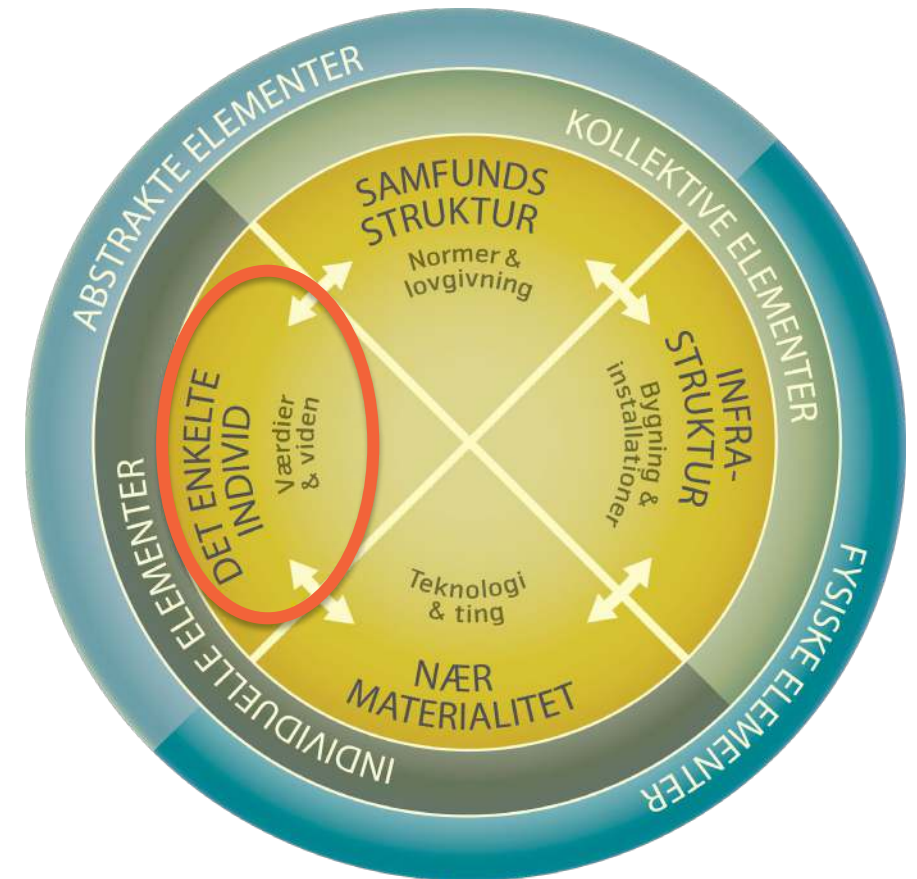 ABSTRAKTE ELEMENTER
KOLLEKTIVE ELEMENTER
SAMFUNDS
STRUKTUR
Normer &
lovgivning
DET ENKELTE
INDIVID
Værdier
& viden
INFRA-
STRUKTUR
Bygning &
installationer
Teknologi
& ting
NÆR
MATERIALITET
INDIVIDUELLE ELEMENTER
FYSISKE ELEMENTER